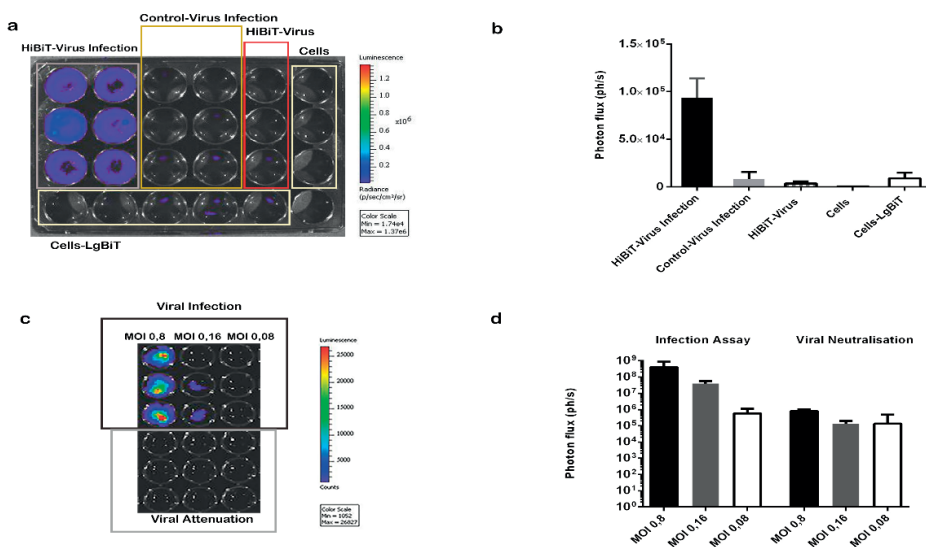 a
Control-Virus Infection
HiBiT-Virus
HiBiT-Virus Infection
Cells
Luminescence
1.2
1.0
0.8
x10⁶
0.6
0.4
0.2
Radiance
(p/sec/cm²/sr)
Color Scale
Min = 1.74e4
Max = 1.37e6
Cells-LgBiT
b
Photon flux (ph/s)
1.5×10⁵
1.0×10⁵
5.0×10⁴
0
HiBiT-Virus Infection
Control-Virus Infection
HiBiT-Virus
Cells
Cells-LgBiT
c
Viral Infection
MOI 0,8 MOI 0,16 MOI 0,08
Luminescence
25000
20000
15000
10000
5000
Counts
Color Scale
Min = 1052
Max = 26827
Viral Attenuation
d
Infection Assay Viral Neutralisation
Photon flux (ph/s)
10⁹
10⁸
10⁷
10⁶
10⁵
10⁴
10³
10²
10¹
10⁰
MOI 0,8
MOI 0,16
MOI 0,08
MOI 0,8
MOI 0,16
MOI 0,08